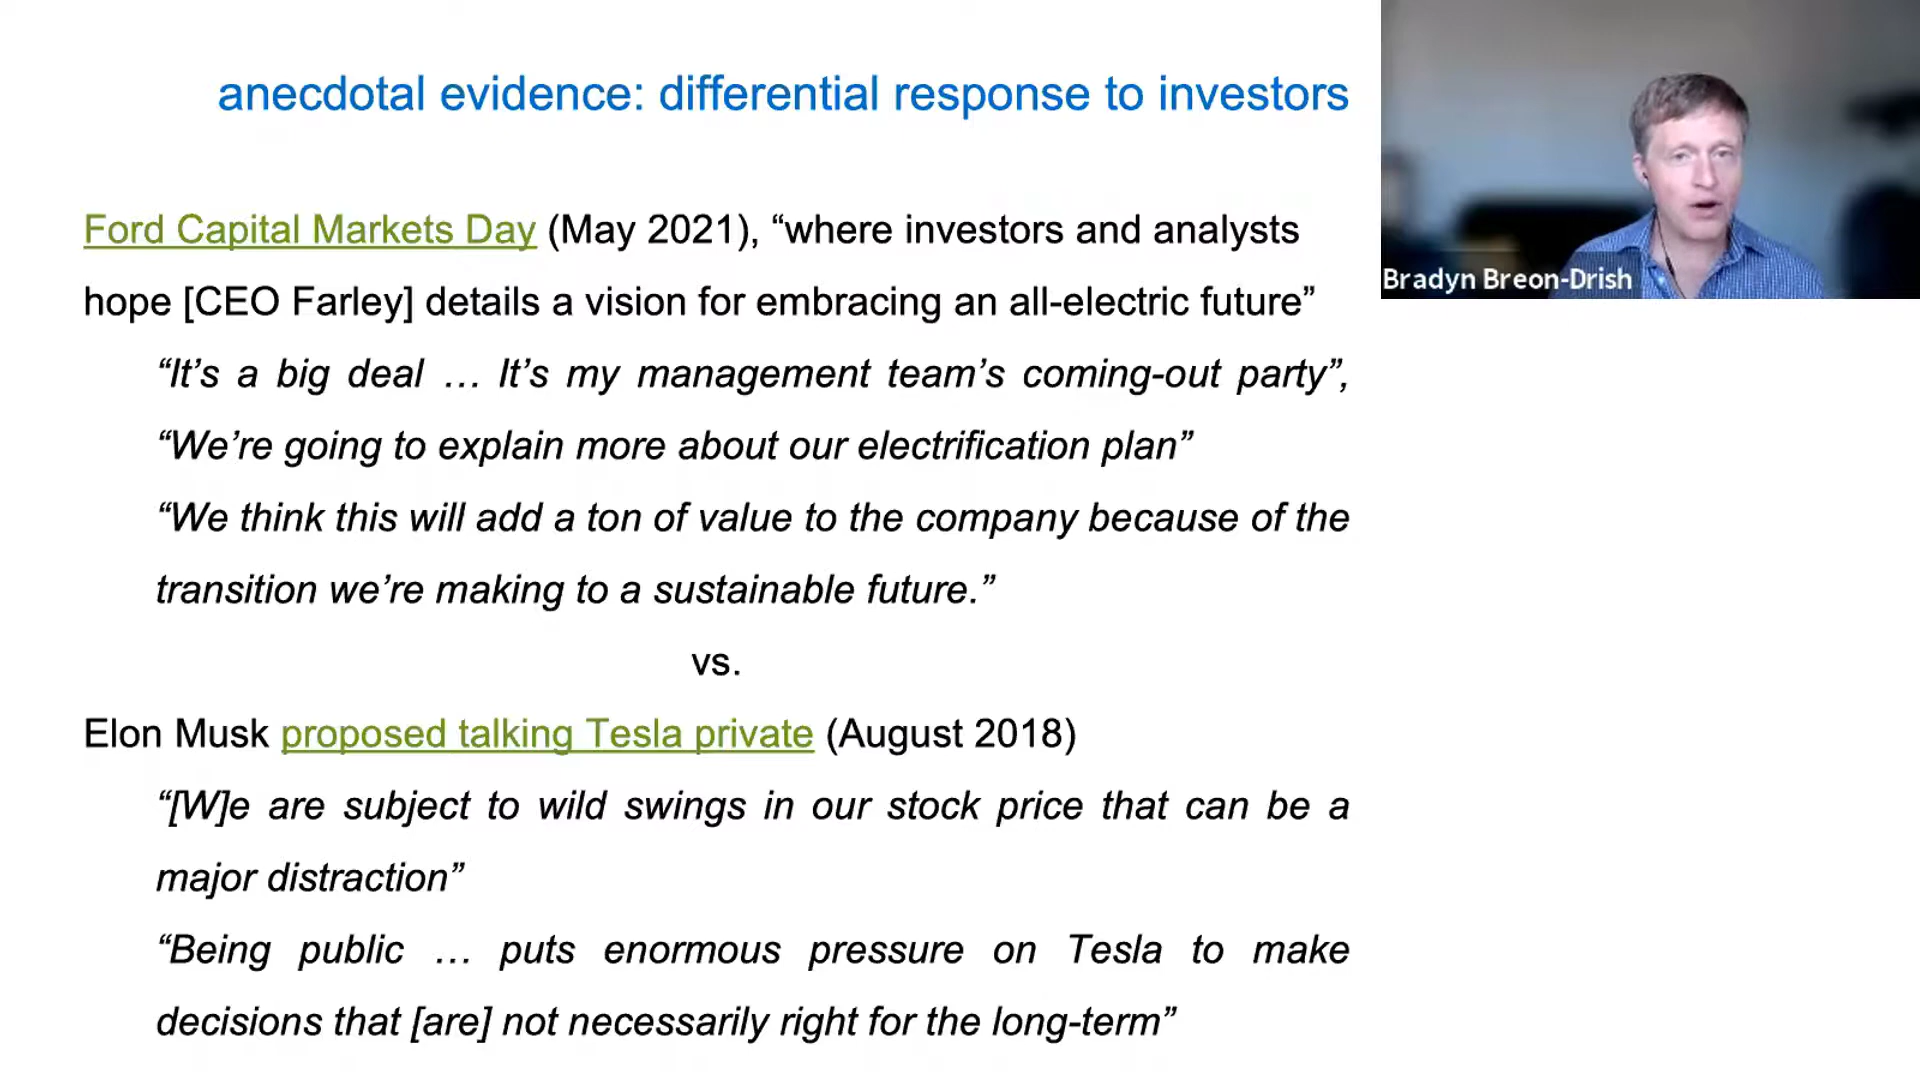 anecdotal evidence: differential response to investors
Ford Capital Markets Day (May 2021), “where investors and analysts
hope [CEO Farley] details a vision for embracing an all-electric future”
“It’s a big deal … It’s my management team’s coming-out party”,
“We’re going to explain more about our electrification plan”
“We think this will add a ton of value to the company because of the
transition we’re making to a sustainable future.”
vs.
Elon Musk proposed talking Tesla private (August 2018)
“[W]e are subject to wild swings in our stock price that can be a
major distraction”
“Being public … puts enormous pressure on Tesla to make
decisions that [are] not necessarily right for the long-term”
Bradyn Breon-Drish